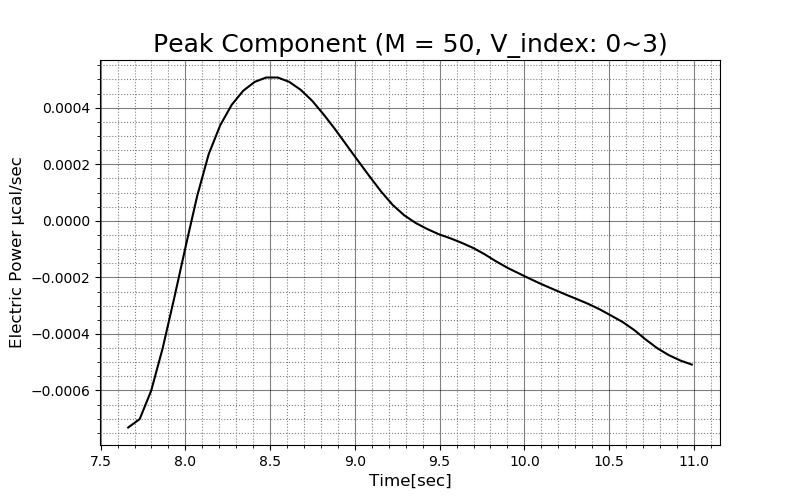 Peak Component (M = 50, V_index: 0~3)
Electric Power μcal/sec
0.0004
0.0002
0.0000
−0.0002
−0.0004
−0.0006
7.5 8.0 8.5 9.0 9.5 10.0 10.5 11.0
Time[sec]